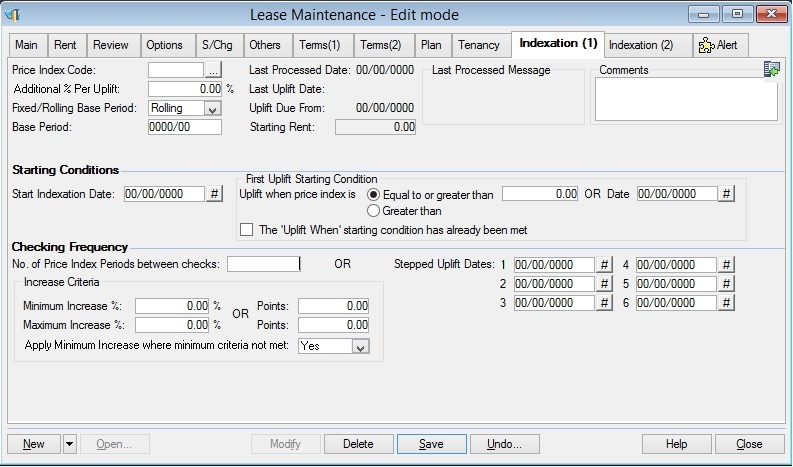 Lease Maintenance - Edit mode
Main Rent Review Options S/Chg Others Terms(1) Terms(2) Plan Tenancy Indexation (1) Indexation (2) Alert
Price Index Code: ... Last Processed Date: 00/00/0000 Last Processed Message Comments
Additional % Per Uplift: 0.00 % Last Uplift Date:
Fixed/Rolling Base Period: Rolling Uplift Due From: 00/00/0000
Base Period: 0000/00 Starting Rent: 0.00
Starting Conditions
First Uplift Starting Condition
Start Indexation Date: 00/00/0000 # Uplift when price index is Equal to or greater than 0.00 OR Date 00/00/0000 #
Greater than
The 'Uplift When' starting condition has already been met
Checking Frequency
No. of Price Index Periods between checks: OR Stepped Uplift Dates: 1 00/00/0000 # 4 00/00/0000 #
Increase Criteria 2 00/00/0000 # 5 00/00/0000 #
Minimum Increase %: 0.00 % OR Points: 0.00 3 00/00/0000 # 6 00/00/0000 #
Maximum Increase %: 0.00 % Points: 0.00
Apply Minimum Increase where minimum criteria not met: Yes
New Open... Modify Delete Save Undo... Help Close